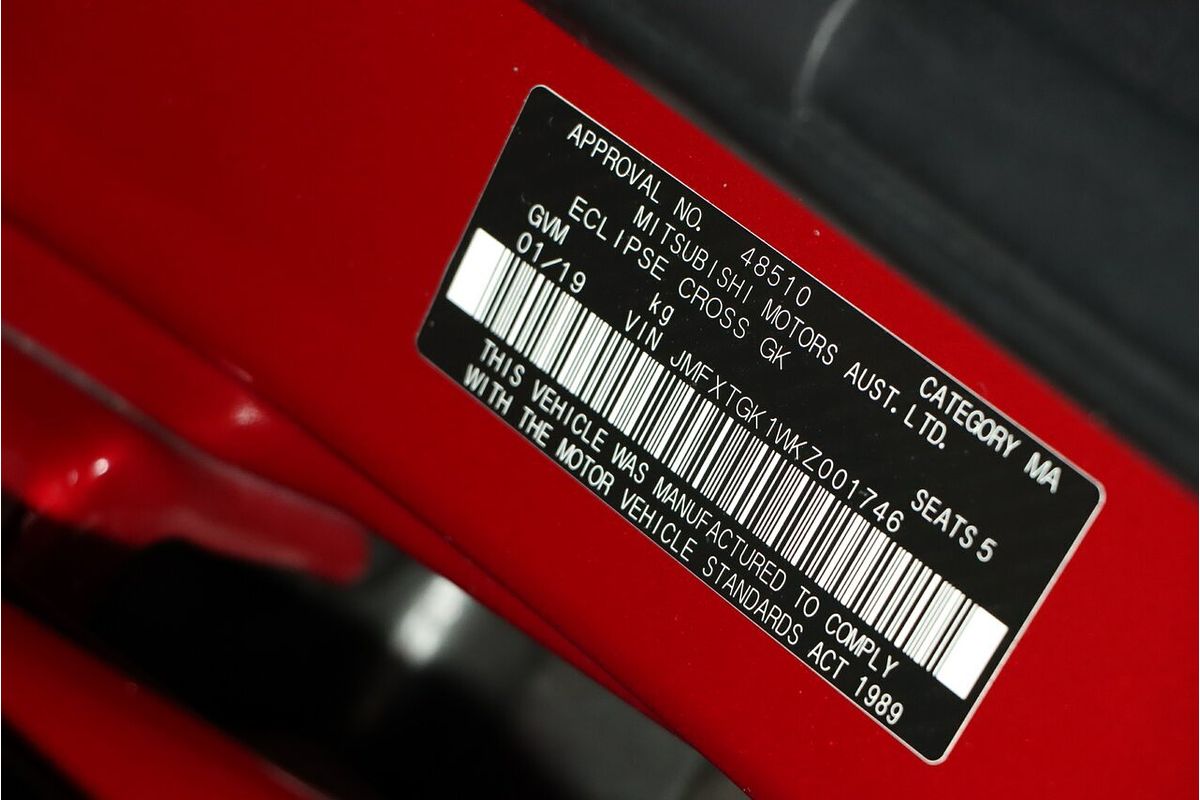 APPROVAL NO. 48510 CATEGORY MA
MITSUBISHI MOTORS AUST. LTD.
ECLIPSE CROSS GK SEATS 5
GVM kg
01/19 VIN JMFXTGK1WKZ001746
THIS VEHICLE WAS MANUFACTURED TO COMPLY
WITH THE MOTOR VEHICLE STANDARDS ACT 1989